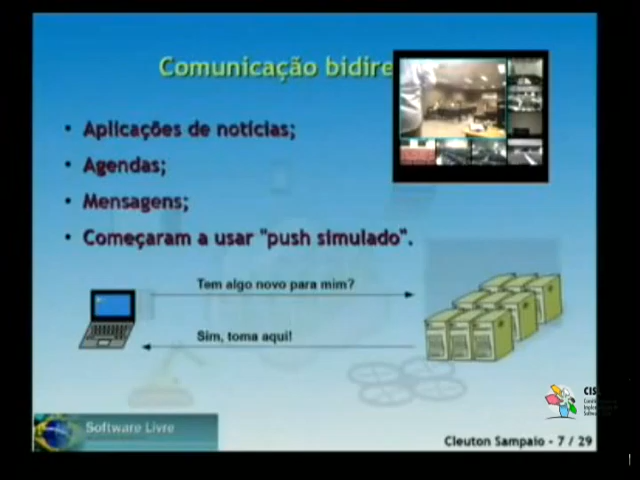 Comunicação bidire
• Aplicações de notícias;
• Agendas;
• Mensagens;
• Começaram a usar "push simulado".
Tem algo novo para mim?
Sim, toma aqui!
CIS
Software Livre
Cleuton Sampaio - 7 / 29